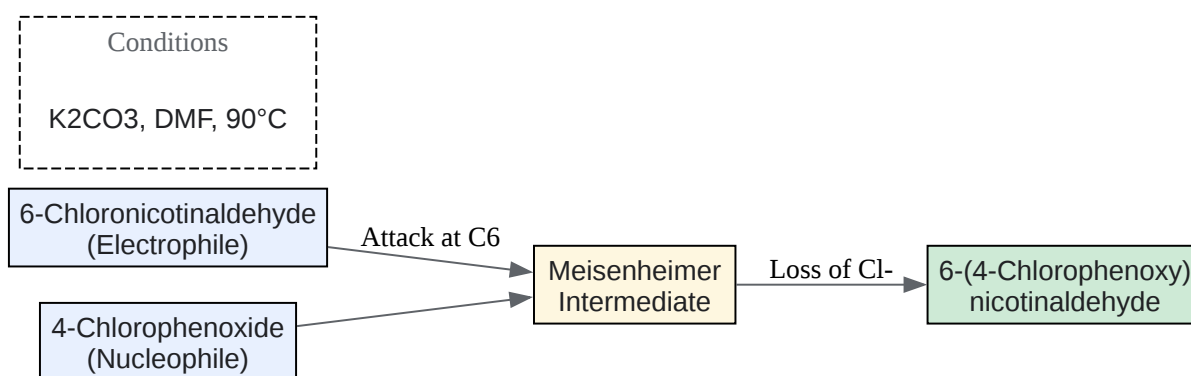 Conditions
K2CO3, DMF, 90°C
6-Chloronicotinaldehyde
(Electrophile)
Attack at C6
4-Chlorophenoxide
(Nucleophile)
Meisenheimer
Intermediate
Loss of Cl-
6-(4-Chlorophenoxy)
nicotinaldehyde